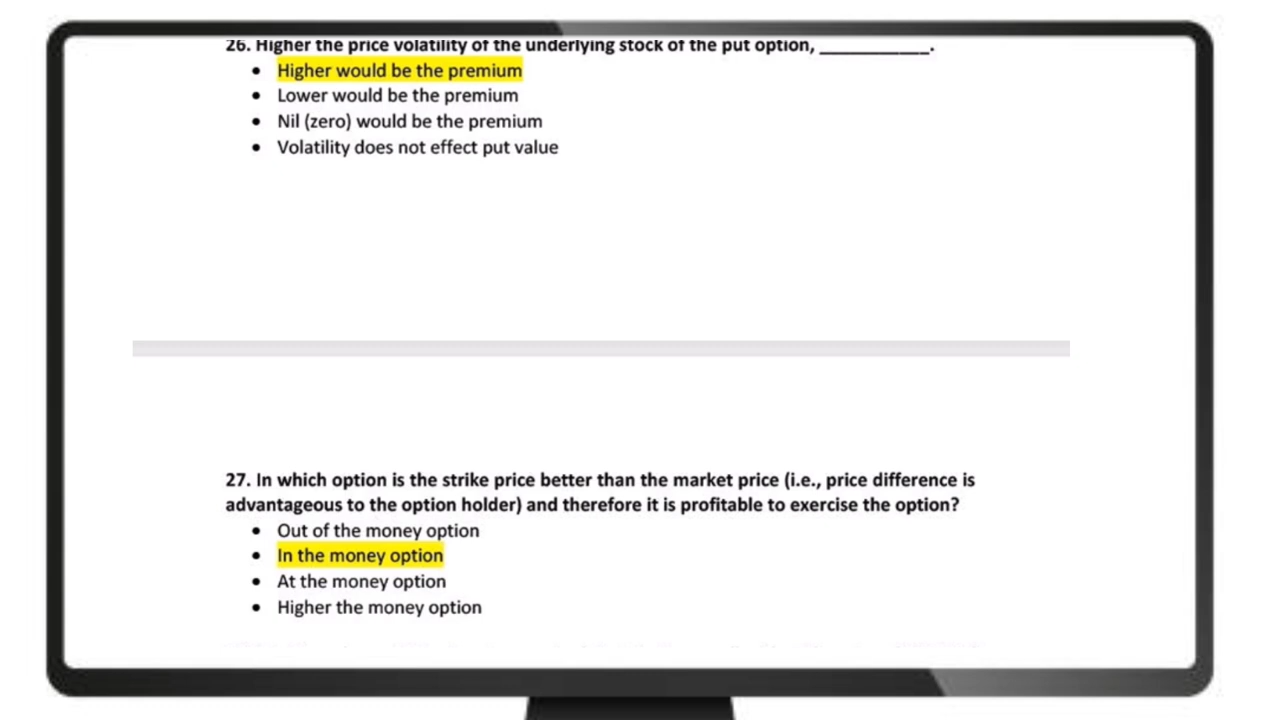 26. Higher the price volatility of the underlying stock of the put option, ____________.
• Higher would be the premium
• Lower would be the premium
• Nil (zero) would be the premium
• Volatility does not effect put value
27. In which option is the strike price better than the market price (i.e., price difference is
advantageous to the option holder) and therefore it is profitable to exercise the option?
• Out of the money option
• In the money option
• At the money option
• Higher the money option